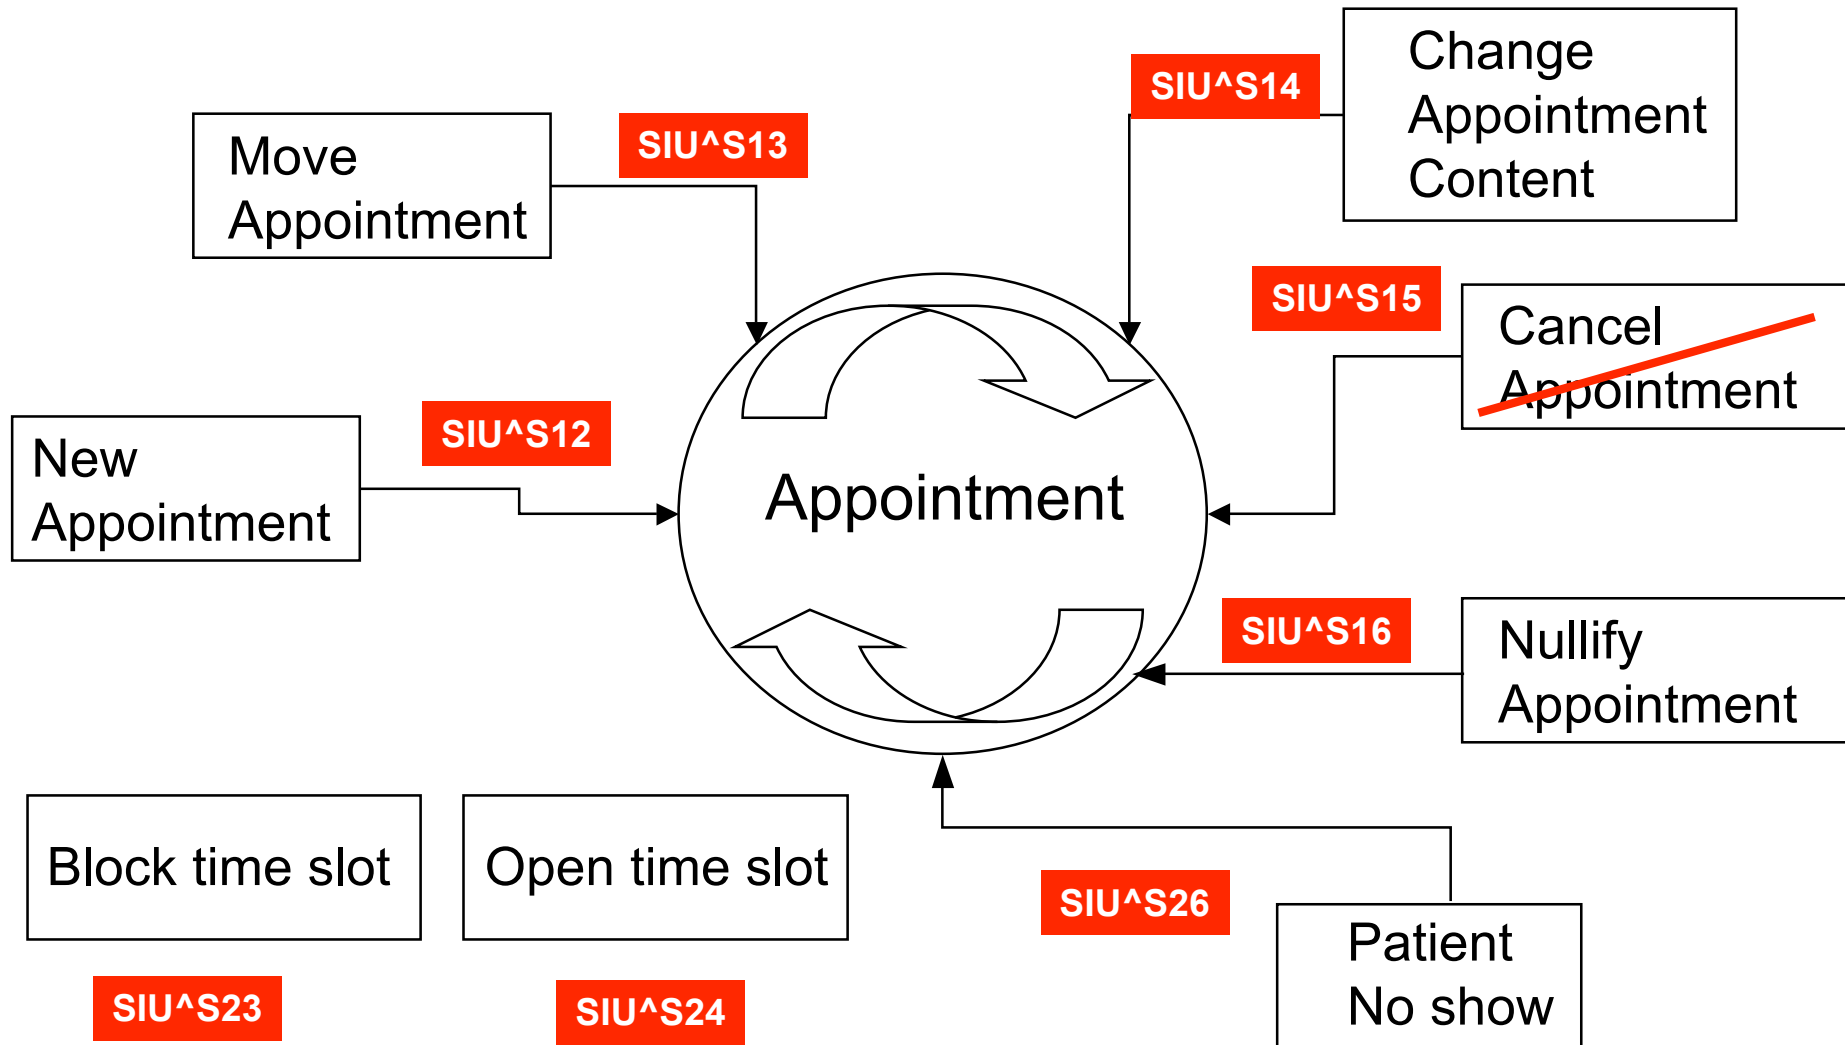 Change
Appointment
Content
SIU^S14
Move
Appointment
SIU^S13
SIU^S15
Cancel
Appointment
New
Appointment
SIU^S12
Appointment
SIU^S16
Nullify
Appointment
Block time slot
SIU^S23
Open time slot
SIU^S24
SIU^S26
Patient
No show